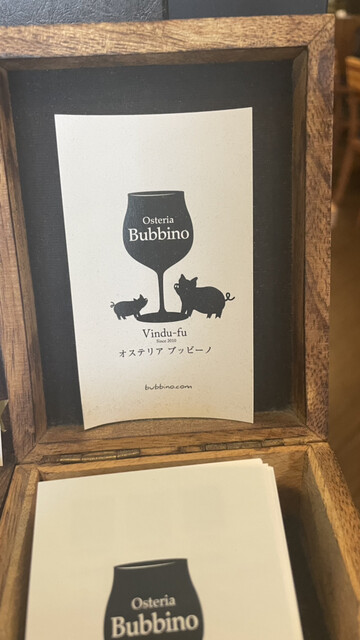 Osteria
Bubbino
Vindu-fu
Since 2010
オステリア ブッビーノ
bubbino.com
Osteria
Bubbino